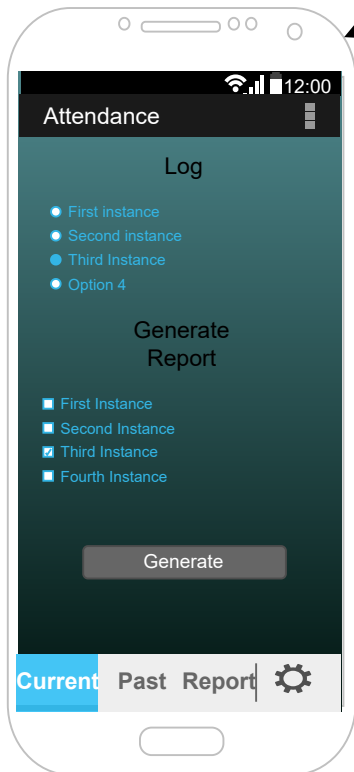 12:00
Attendance
Log
First instance
Second instance
Third Instance
Option 4
Generate
Report
First Instance
Second Instance
Third Instance
Fourth Instance
Generate
Current Past Report